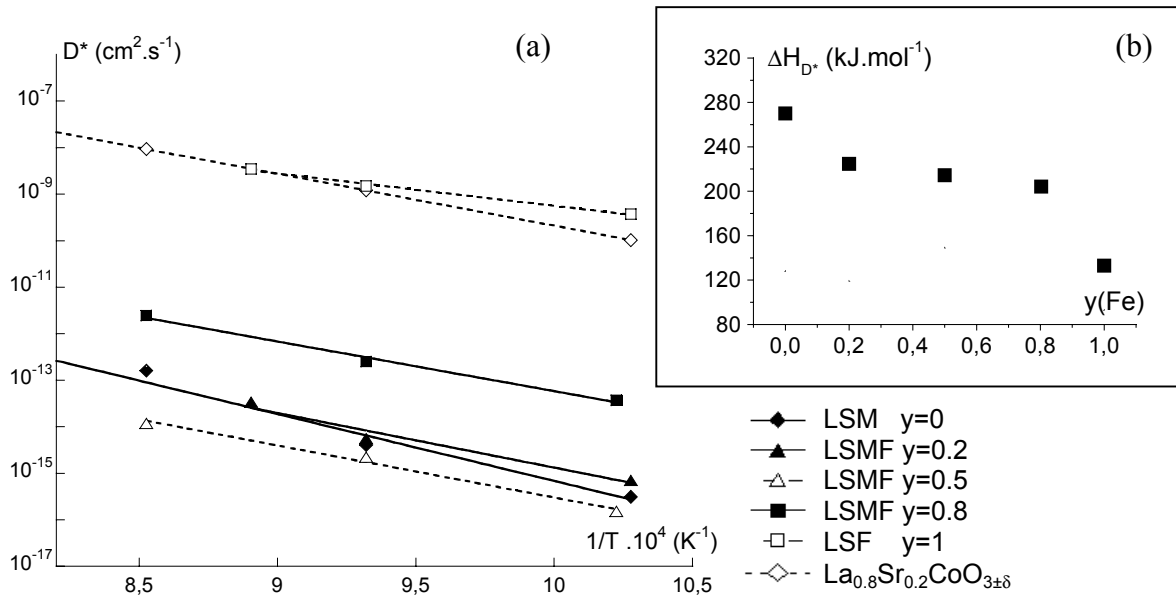 D* (cm².s⁻¹)
(a)
10⁻⁷
10⁻⁹
10⁻¹¹
10⁻¹³
10⁻¹⁵
10⁻¹⁷
1/T .10⁴ (K⁻¹)
8,5 9 9,5 10 10,5
ΔH_D* (kJ.mol⁻¹)
(b)
320
280
240
200
160
120
80
y(Fe)
0,0 0,2 0,4 0,6 0,8 1,0
LSM y=0
LSMF y=0.2
LSMF y=0.5
LSMF y=0.8
LSF y=1
La₀.₈Sr₀.₂CoO₃±δ